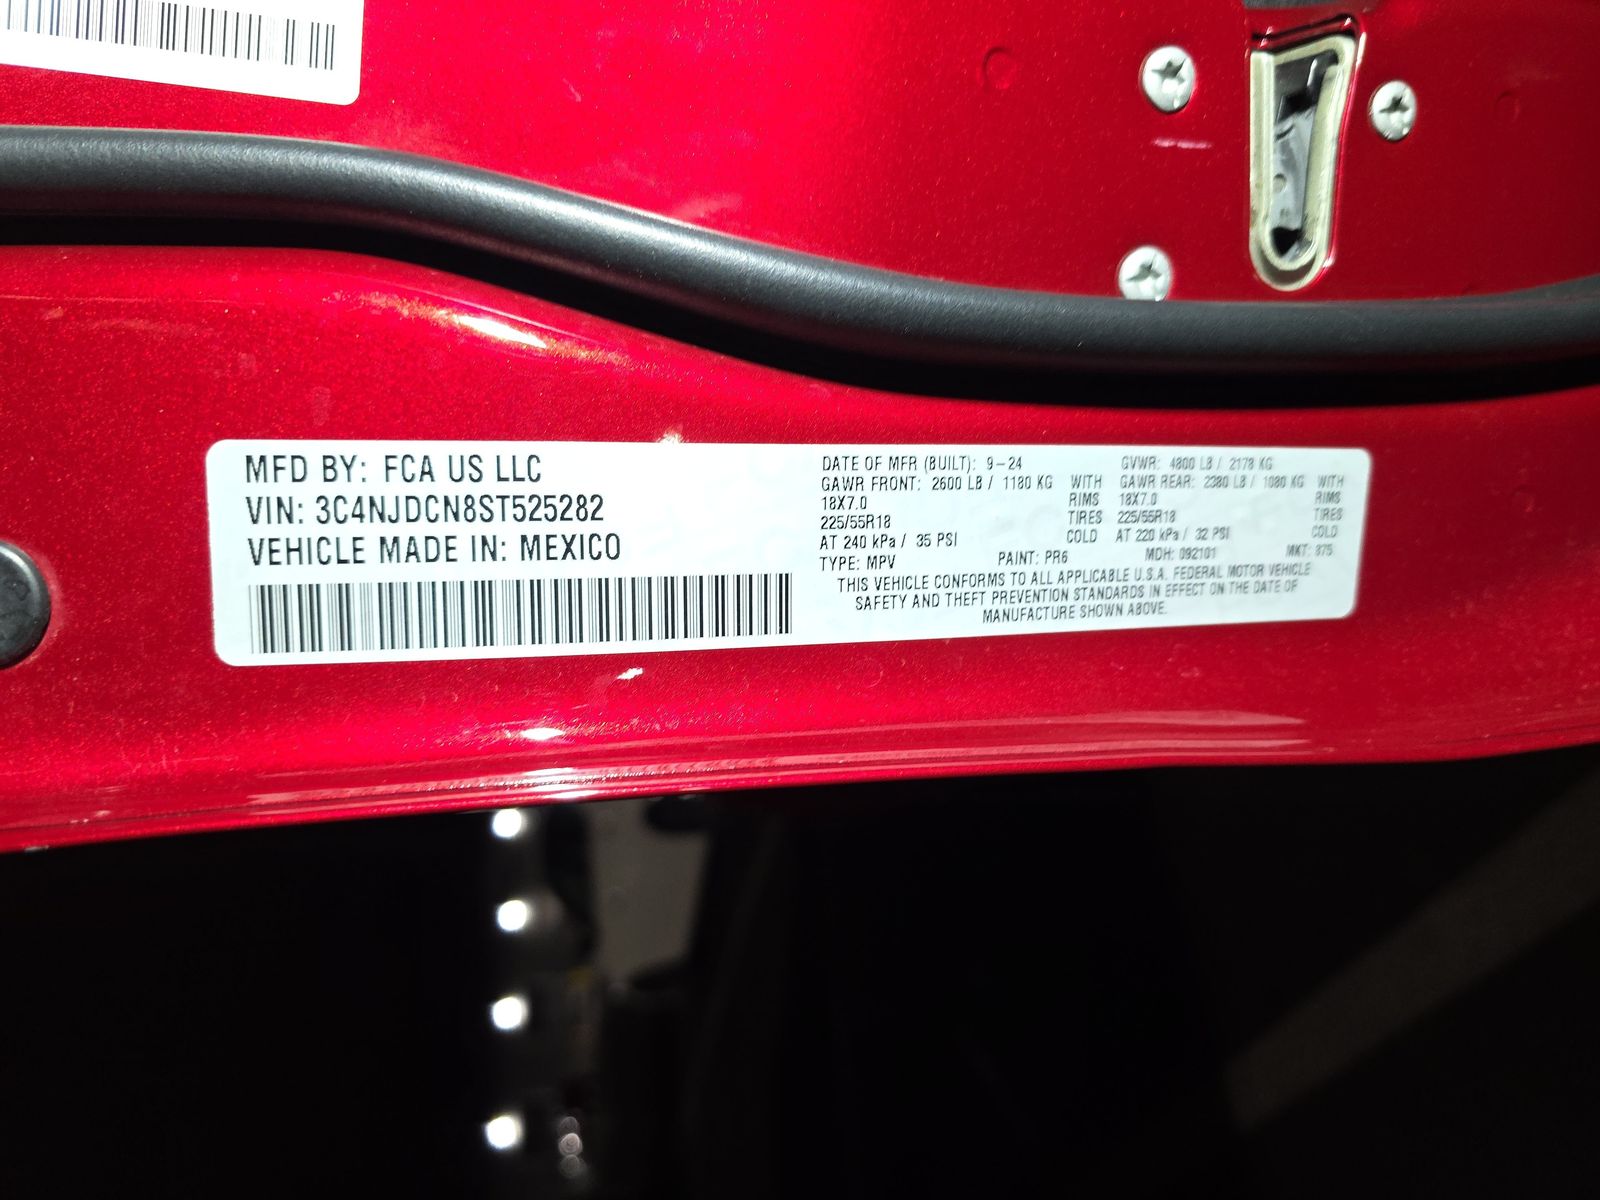 MFD BY: FCA US LLC
VIN: 3C4NJDCN8ST525282
VEHICLE MADE IN: MEXICO
DATE OF MFR (BUILT): 9-24 GVWR: 4800 LB / 2178 KG
GAWR FRONT: 2600 LB / 1180 KG WITH GAWR REAR: 2380 LB / 1080 KG WITH
18X7.0 RIMS 18X7.0 RIMS
225/55R18 TIRES 225/55R18 TIRES
AT 240 kPa / 35 PSI COLD AT 220 kPa / 32 PSI COLD
TYPE: MPV PAINT: PR6 MDH: 092101 MKT: 875
THIS VEHICLE CONFORMS TO ALL APPLICABLE U.S.A. FEDERAL MOTOR VEHICLE
SAFETY AND THEFT PREVENTION STANDARDS IN EFFECT ON THE DATE OF
MANUFACTURE SHOWN ABOVE.